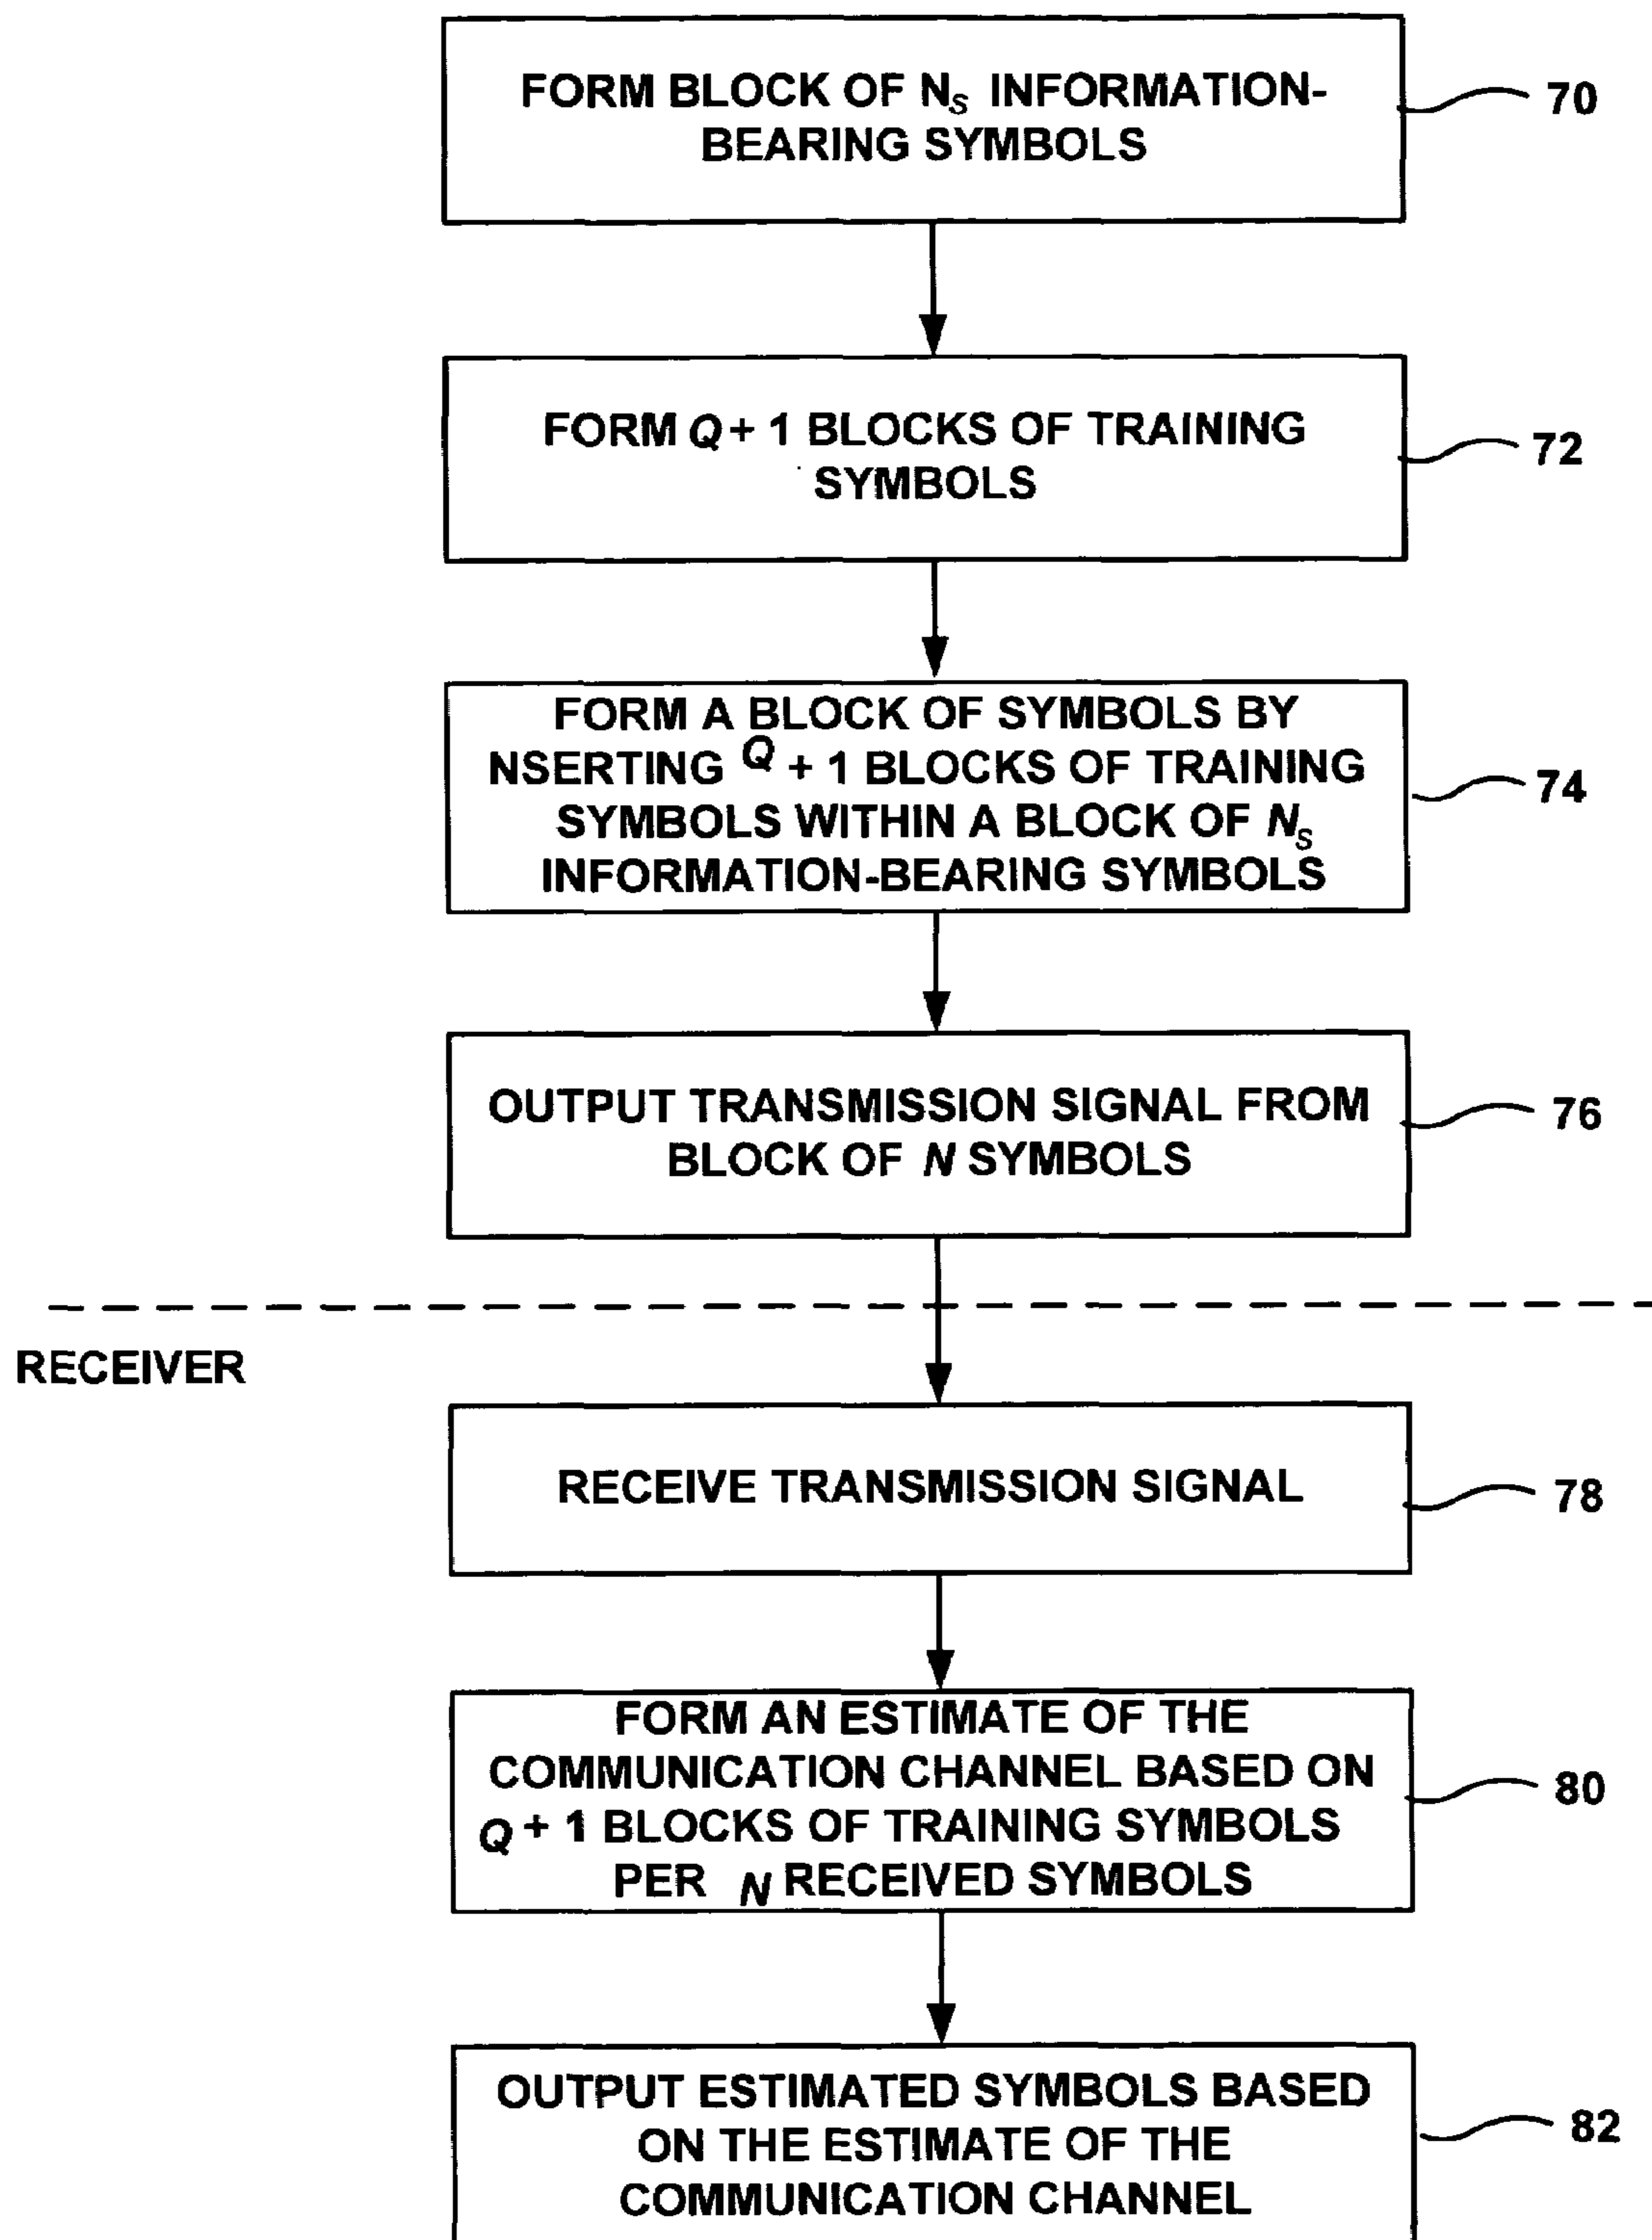 FORM BLOCK OF Ns INFORMATION-
BEARING SYMBOLS
70
FORM Q + 1 BLOCKS OF TRAINING
SYMBOLS
72
FORM A BLOCK OF SYMBOLS BY
NSERTING Q + 1 BLOCKS OF TRAINING
SYMBOLS WITHIN A BLOCK OF Ns
INFORMATION-BEARING SYMBOLS
74
OUTPUT TRANSMISSION SIGNAL FROM
BLOCK OF N SYMBOLS
76
RECEIVER
RECEIVE TRANSMISSION SIGNAL
78
FORM AN ESTIMATE OF THE
COMMUNICATION CHANNEL BASED ON
Q + 1 BLOCKS OF TRAINING SYMBOLS
PER N RECEIVED SYMBOLS
80
OUTPUT ESTIMATED SYMBOLS BASED
ON THE ESTIMATE OF THE
COMMUNICATION CHANNEL
82